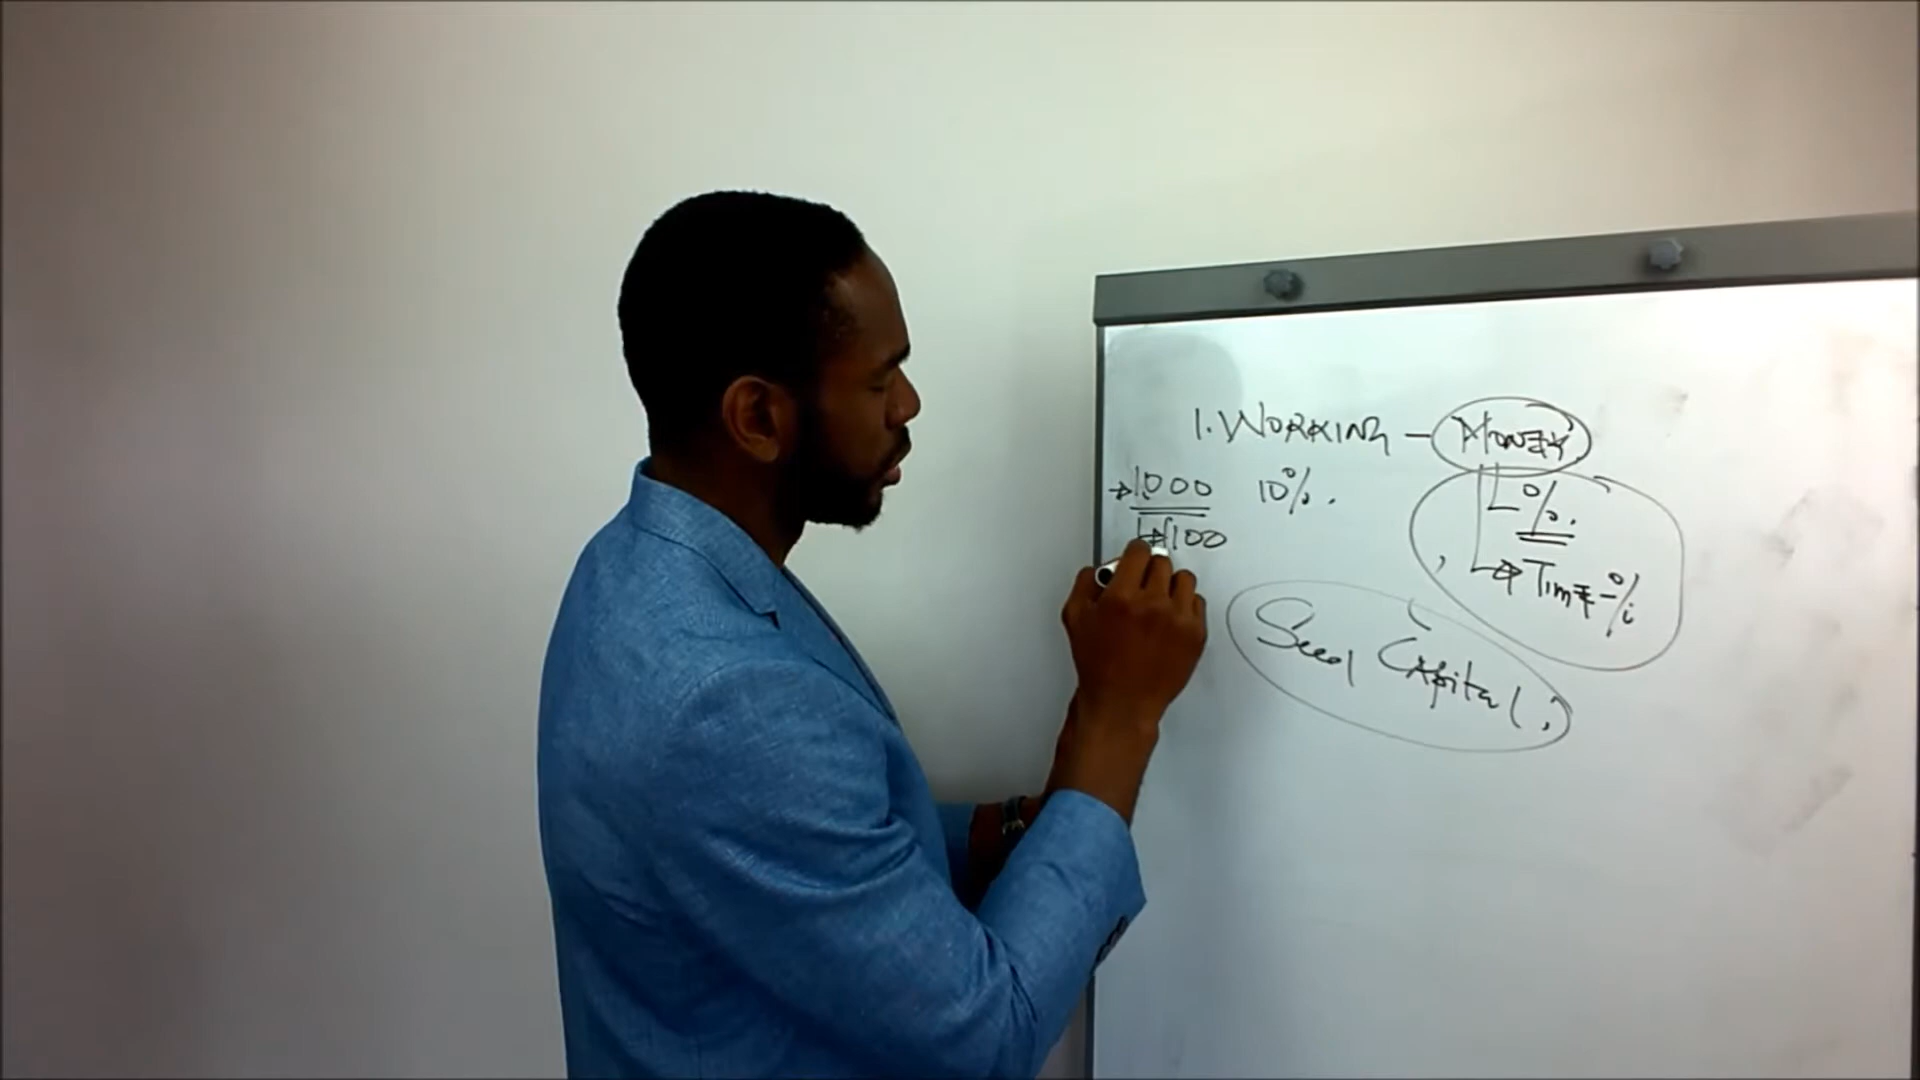 1. WORKING - MONEY
1000 10%.
%.
100
TIME - %
Seed Capital,